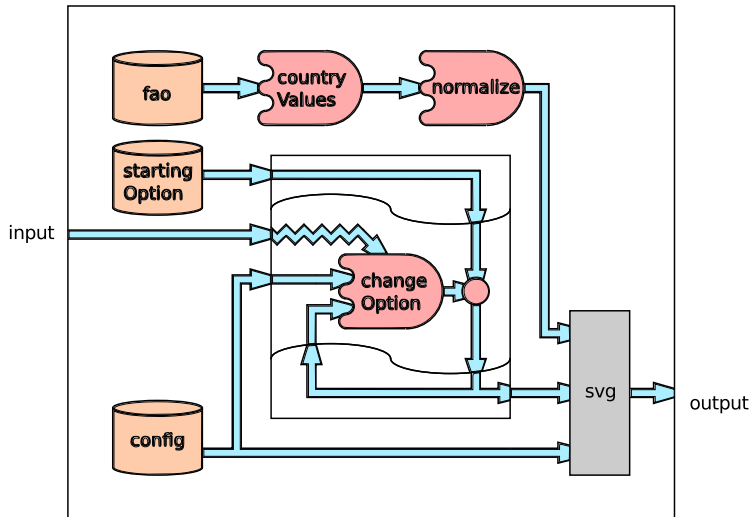 fao
country
Values
normalize
starting
Option
input
change
Option
config
svg
output